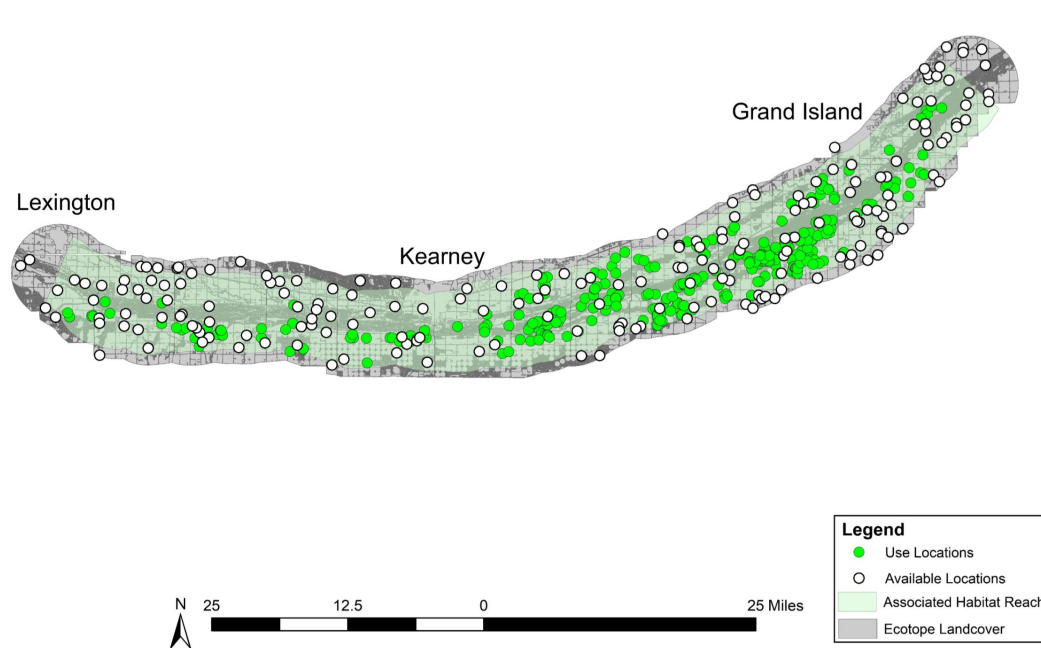 Grand Island
Lexington
Kearney
N 25 12.5 0 25 Miles
Legend
Use Locations
Available Locations
Associated Habitat Reach
Ecotope Landcover